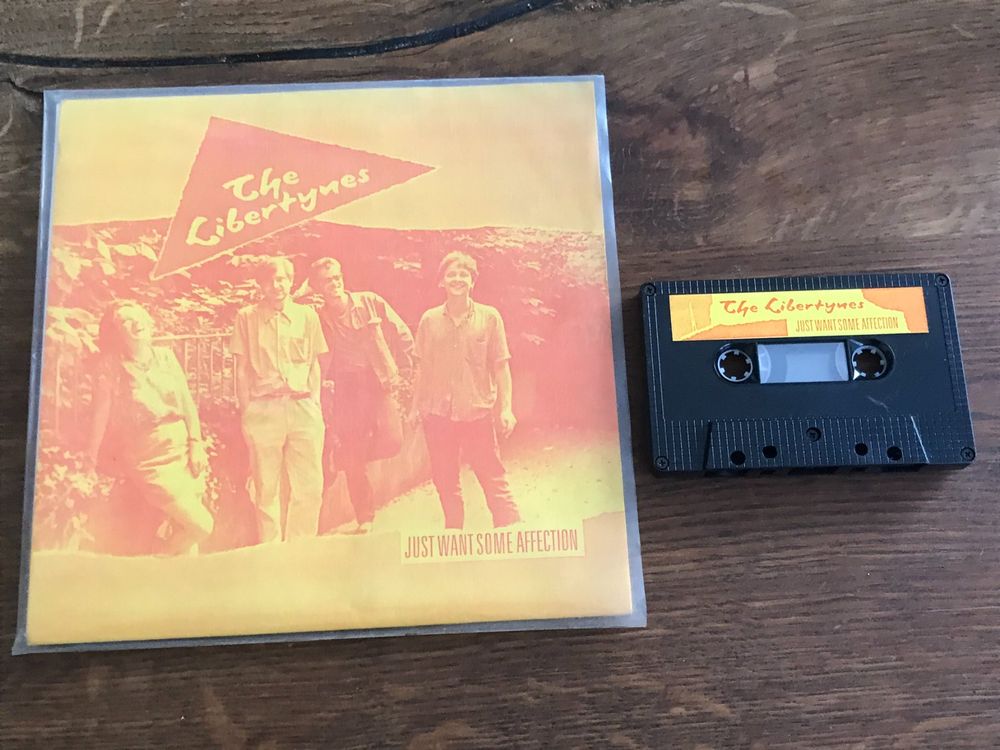 The
Libertynes
JUST WANT SOME AFFECTION
The Libertynes
JUST WANT SOME AFFECTION